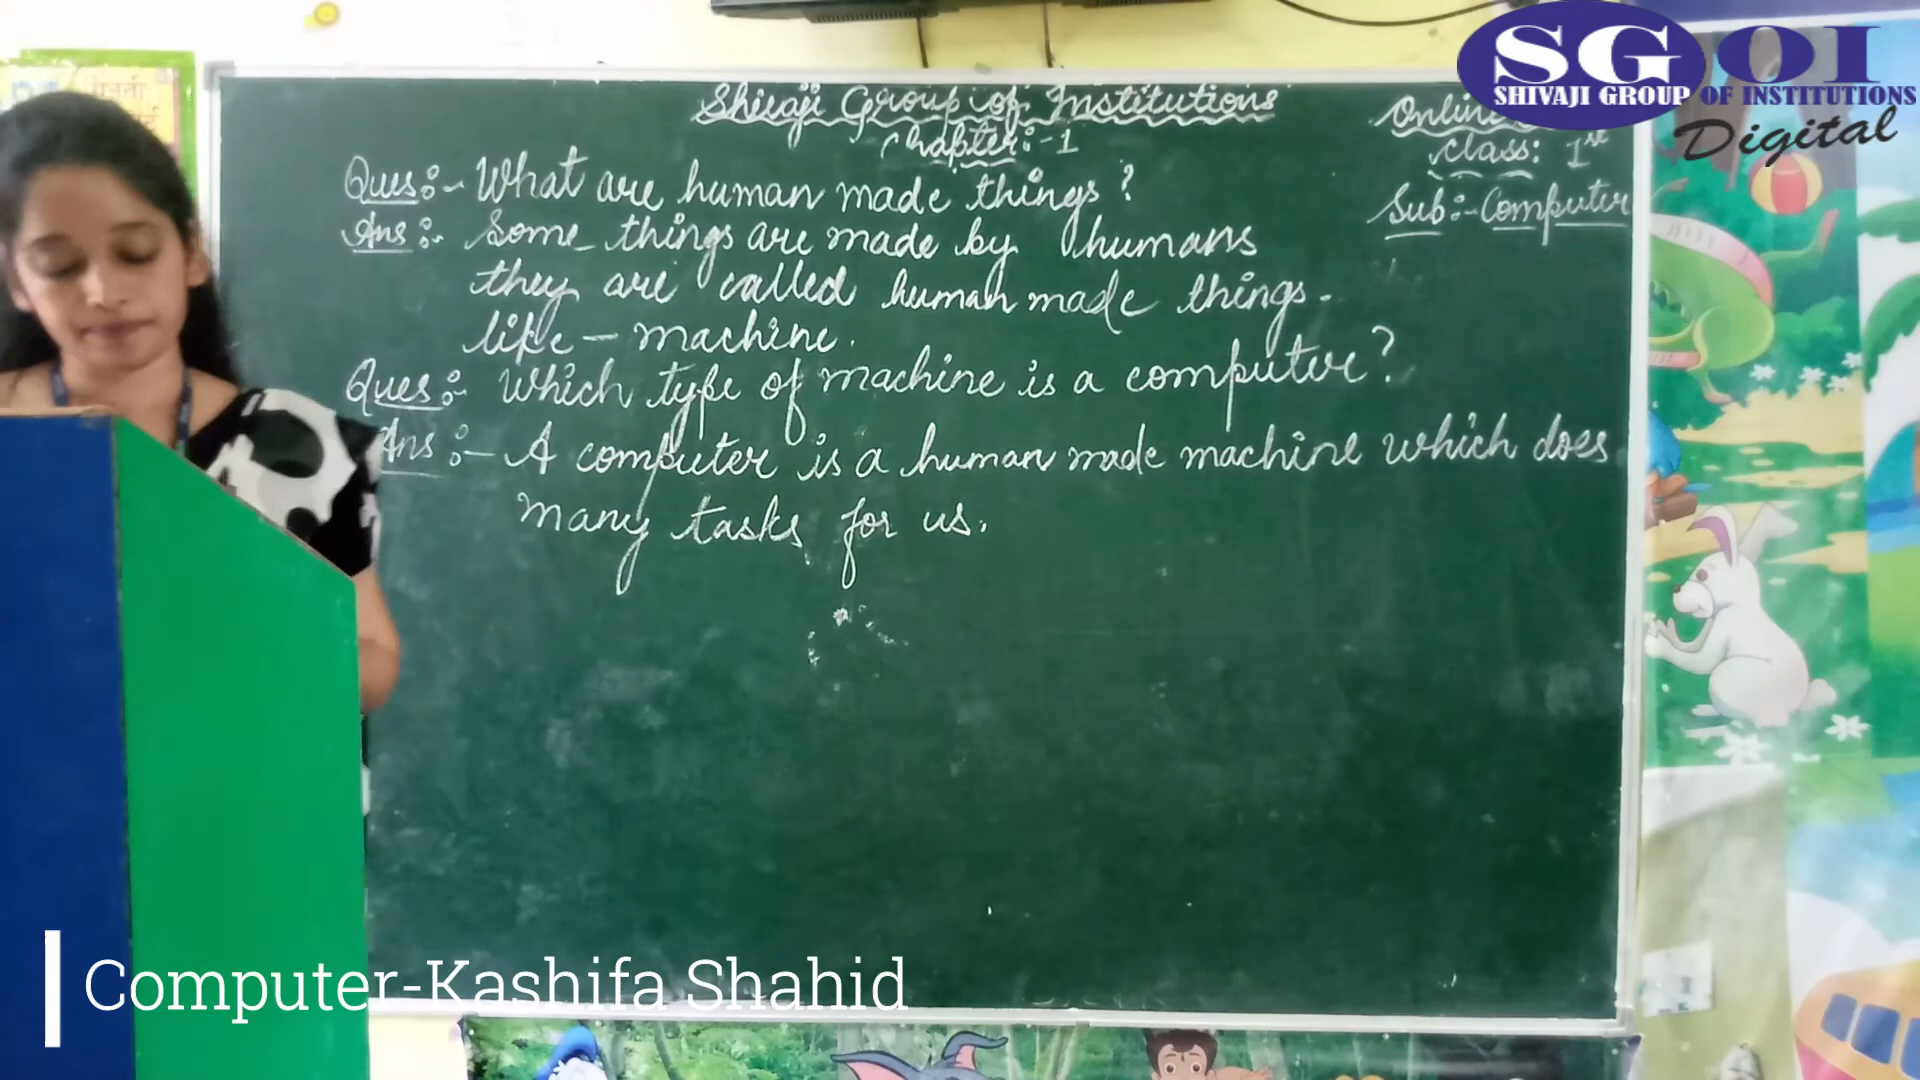 SGOI
SHIVAJI GROUP OF INSTITUTIONS
Digital
Shivaji Group of Institutions
Chapter:-1
Online
Class: 1st
Sub:-Computer
Ques:- What are human made things?
Ans:- Some things are made by humans
they are called human made things.
like - machine.
Ques:- Which type of machine is a computer?
Ans:- A computer is a human made machine which does
many tasks for us.
Computer-Kashifa Shahid